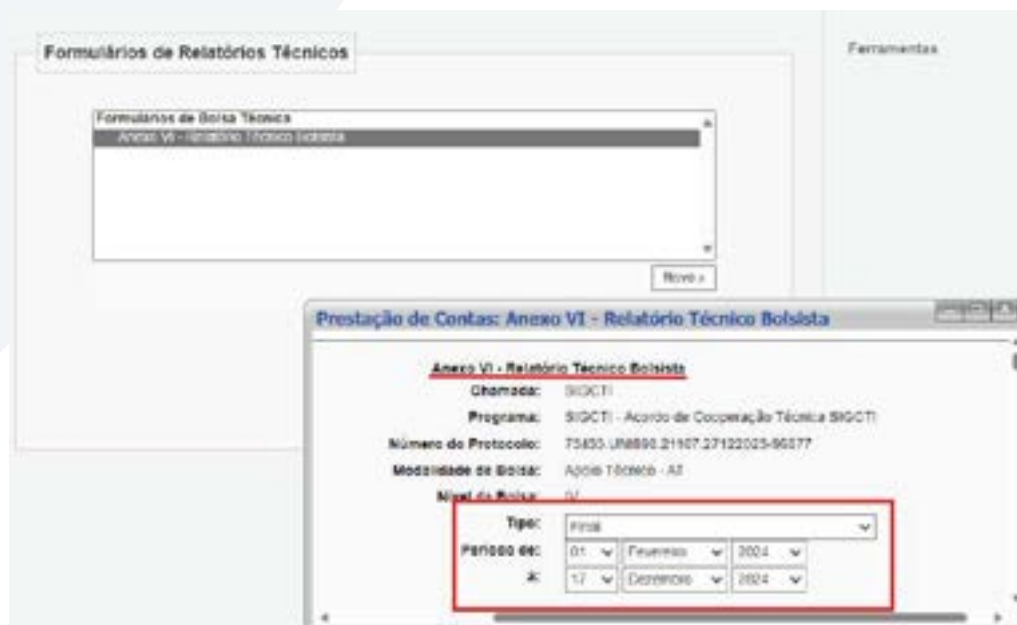 Formulários de Relatórios Técnicos
Ferramentas
Formulários de Bolsa Técnica
Anexo VI - Relatório Técnico Bolsista
Novo »
Prestação de Contas: Anexo VI - Relatório Técnico Bolsista
Anexo VI - Relatório Técnico Bolsista
Chamada: SIGCTI
Programa: SIGCTI - Acordo de Cooperação Técnica SIGCTI
Número do Protocolo:
Modalidade de Bolsa: Apoio Técnico - AT
Nível da Bolsa: IV
Tipo: Final
Período de: 01 Fevereiro 2024
à: 17 Dezembro 2024